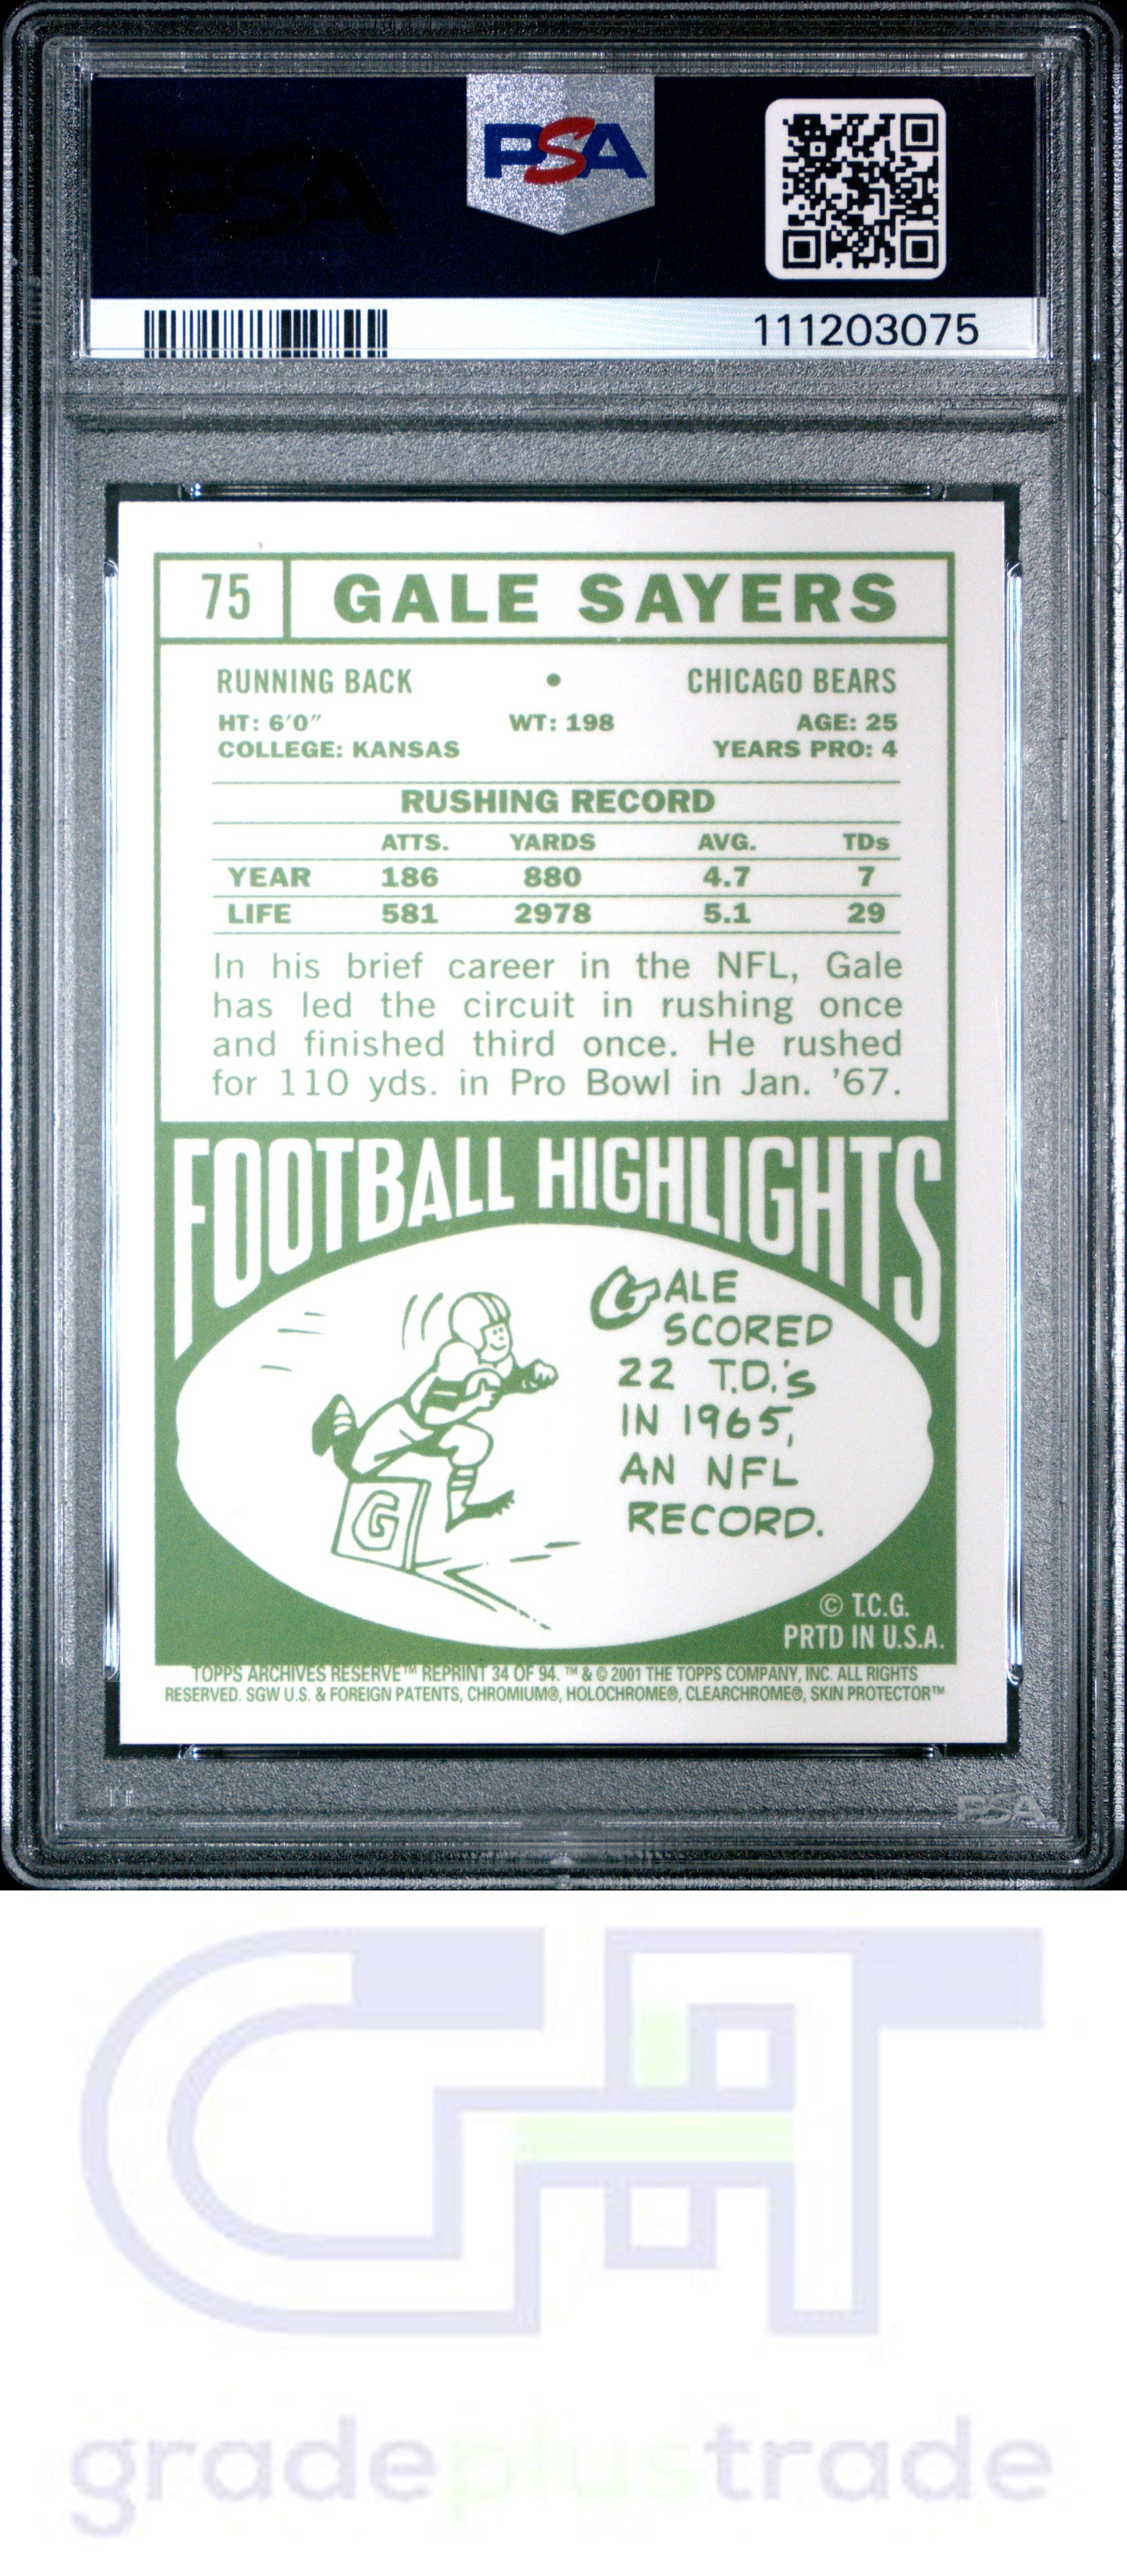 PSA
PSA
111203075
75 GALE SAYERS
RUNNING BACK • CHICAGO BEARS
HT: 6'0" WT: 198 AGE: 25
COLLEGE: KANSAS YEARS PRO: 4
RUSHING RECORD
ATTS. YARDS AVG. TDs
YEAR 186 880 4.7 7
LIFE 581 2978 5.1 29
In his brief career in the NFL, Gale
has led the circuit in rushing once
and finished third once. He rushed
for 110 yds. in Pro Bowl in Jan. '67.
FOOTBALL HIGHLIGHTS
GALE
SCORED
22 T.D.'s
IN 1965,
AN NFL
RECORD.
G
© T.C.G.
PRTD IN U.S.A.
TOPPS ARCHIVES RESERVE™ REPRINT 34 OF 94. ™ & © 2001 THE TOPPS COMPANY, INC. ALL RIGHTS
RESERVED. SGW U.S. & FOREIGN PATENTS, CHROMIUM®, HOLOCHROME®, CLEARCHROME®, SKIN PROTECTOR™
PSA
gradeplustrade